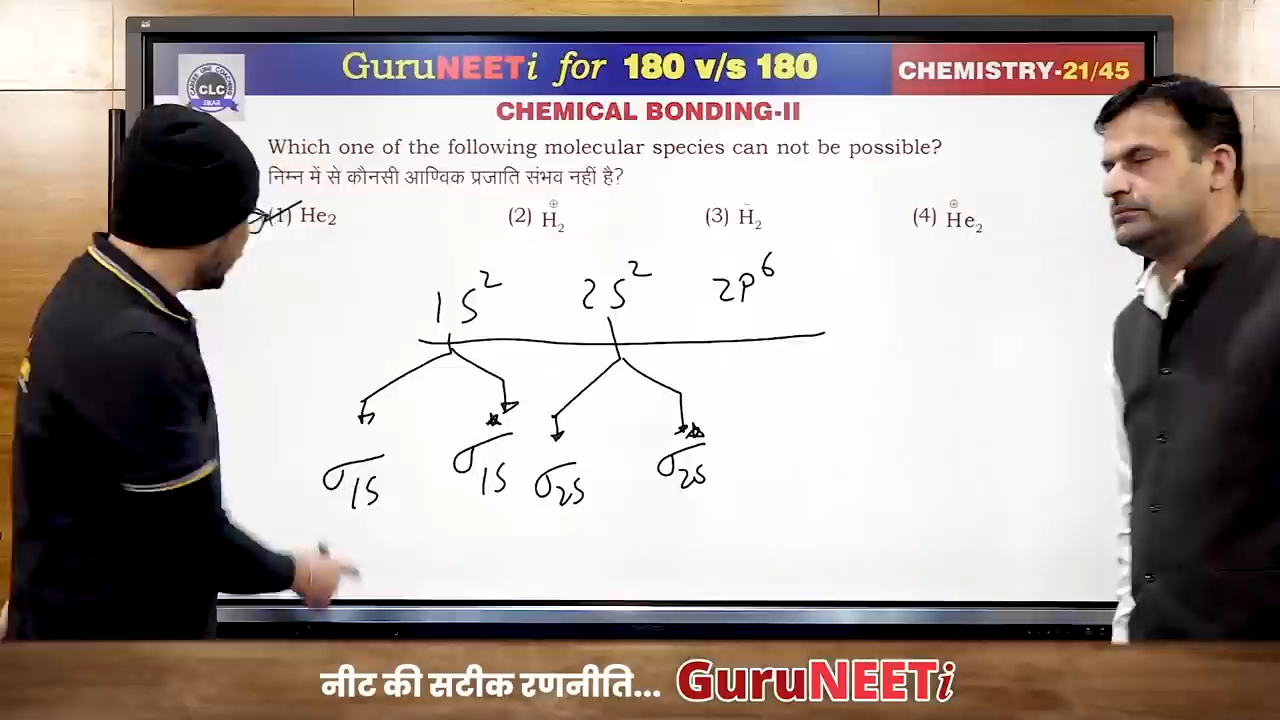 GuruNEETi for 180 v/s 180 CHEMISTRY-21/45
CLC
SIKAR
CHEMICAL BONDING-II
Which one of the following molecular species can not be possible?
निम्न में से कौनसी आण्विक प्रजाति संभव नहीं है?
(1) He₂ (2) H₂⊕ (3) H₂⁻ (4) He₂⊕
1S² 2S² 2P⁶
σ1S σ*1S σ2S σ*2S
नीट की सटीक रणनीति... GuruNEETi